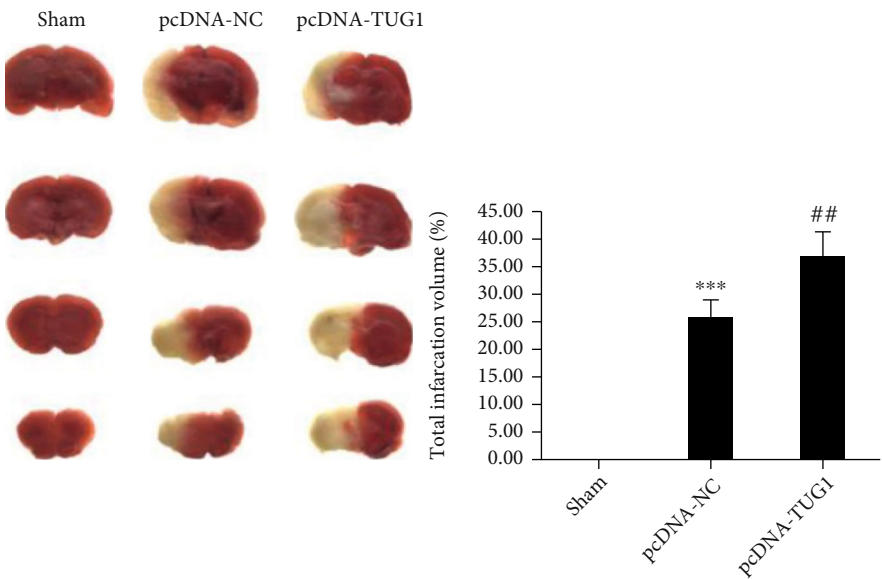 Sham pcDNA-NC pcDNA-TUG1
Total infarcation volume (%)
45.00
40.00
35.00
30.00
25.00
20.00
15.00
10.00
5.00
0.00
***
##
Sham
pcDNA-NC
pcDNA-TUG1